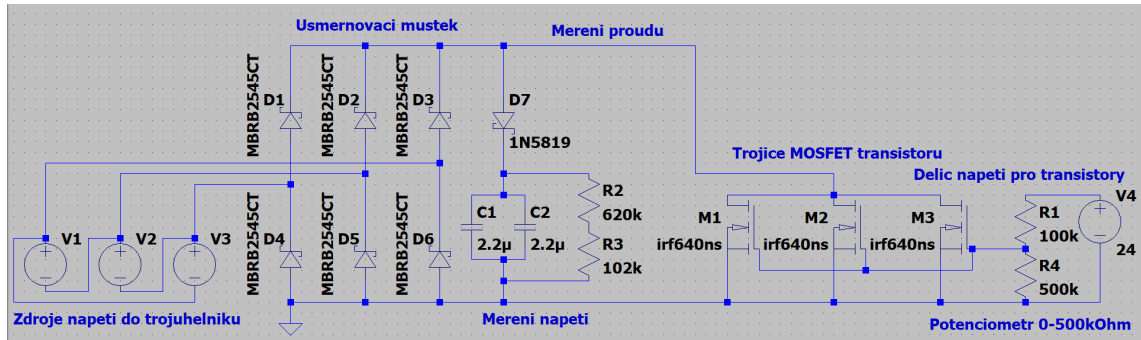 Usmernovaci mustek
Mereni proudu
MBRB2545CT
D1
MBRB2545CT
D2
MBRB2545CT
D3
D7
1N5819
Trojice MOSFET transistoru
Delic napeti pro transistory
V1
V2
V3
MBRB2545CT
D4
MBRB2545CT
D5
MBRB2545CT
D6
C1
2.2µ
C2
2.2µ
R2
620k
R3
102k
M1
irf640ns
M2
irf640ns
M3
irf640ns
R1
100k
R4
500k
V4
24
Zdroje napeti do trojuhelniku
Mereni napeti
Potenciometr 0-500kOhm